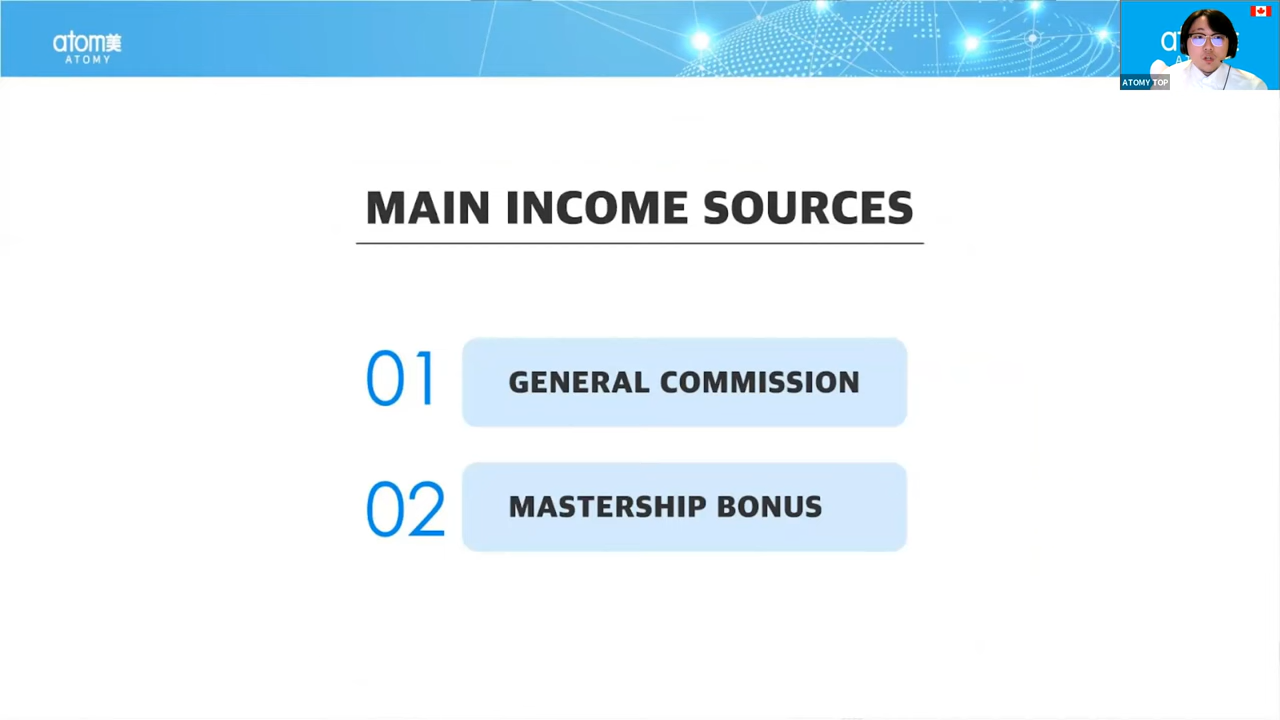 atom美
ATOMY
ATOMY TOP
MAIN INCOME SOURCES
01 GENERAL COMMISSION
02 MASTERSHIP BONUS